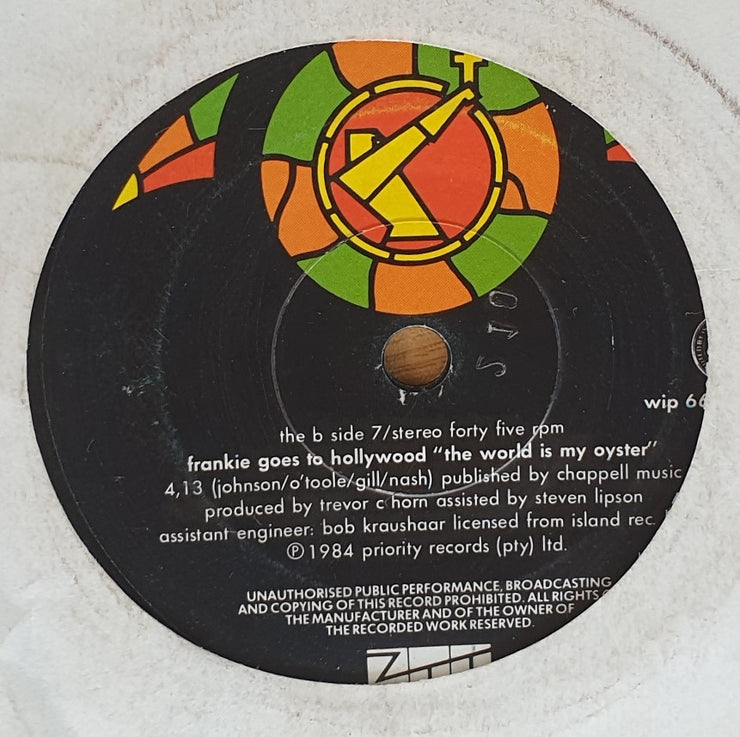 wip 66
the b side 7/stereo forty five rpm
frankie goes to hollywood "the world is my oyster"
4,13 (johnson/o'toole/gill/nash) published by chappell music
produced by trevor c horn assisted by steven lipson
assistant engineer: bob kraushaar licensed from island rec.
℗ 1984 priority records (pty) ltd.
UNAUTHORISED PUBLIC PERFORMANCE, BROADCASTING
AND COPYING OF THIS RECORD PROHIBITED. ALL RIGHTS
THE MANUFACTURER AND OF THE OWNER OF
THE RECORDED WORK RESERVED.